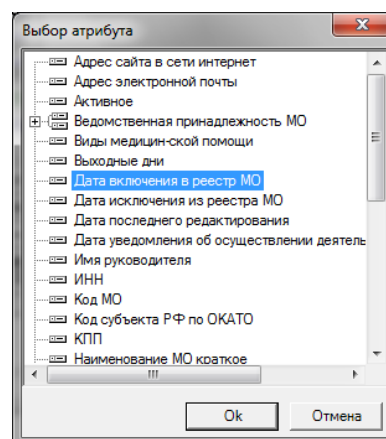 Выбор атрибута
Адрес сайта в сети интернет
Адрес электронной почты
Активное
Ведомственная принадлежность МО
Виды медицин-ской помощи
Выходные дни
Дата включения в реестр МО
Дата исключения из реестра МО
Дата последнего редактирования
Дата уведомления об осуществлении деятель
Имя руководителя
ИНН
Код МО
Код субъекта РФ по ОКАТО
КПП
Наименование МО краткое
Ok
Отмена